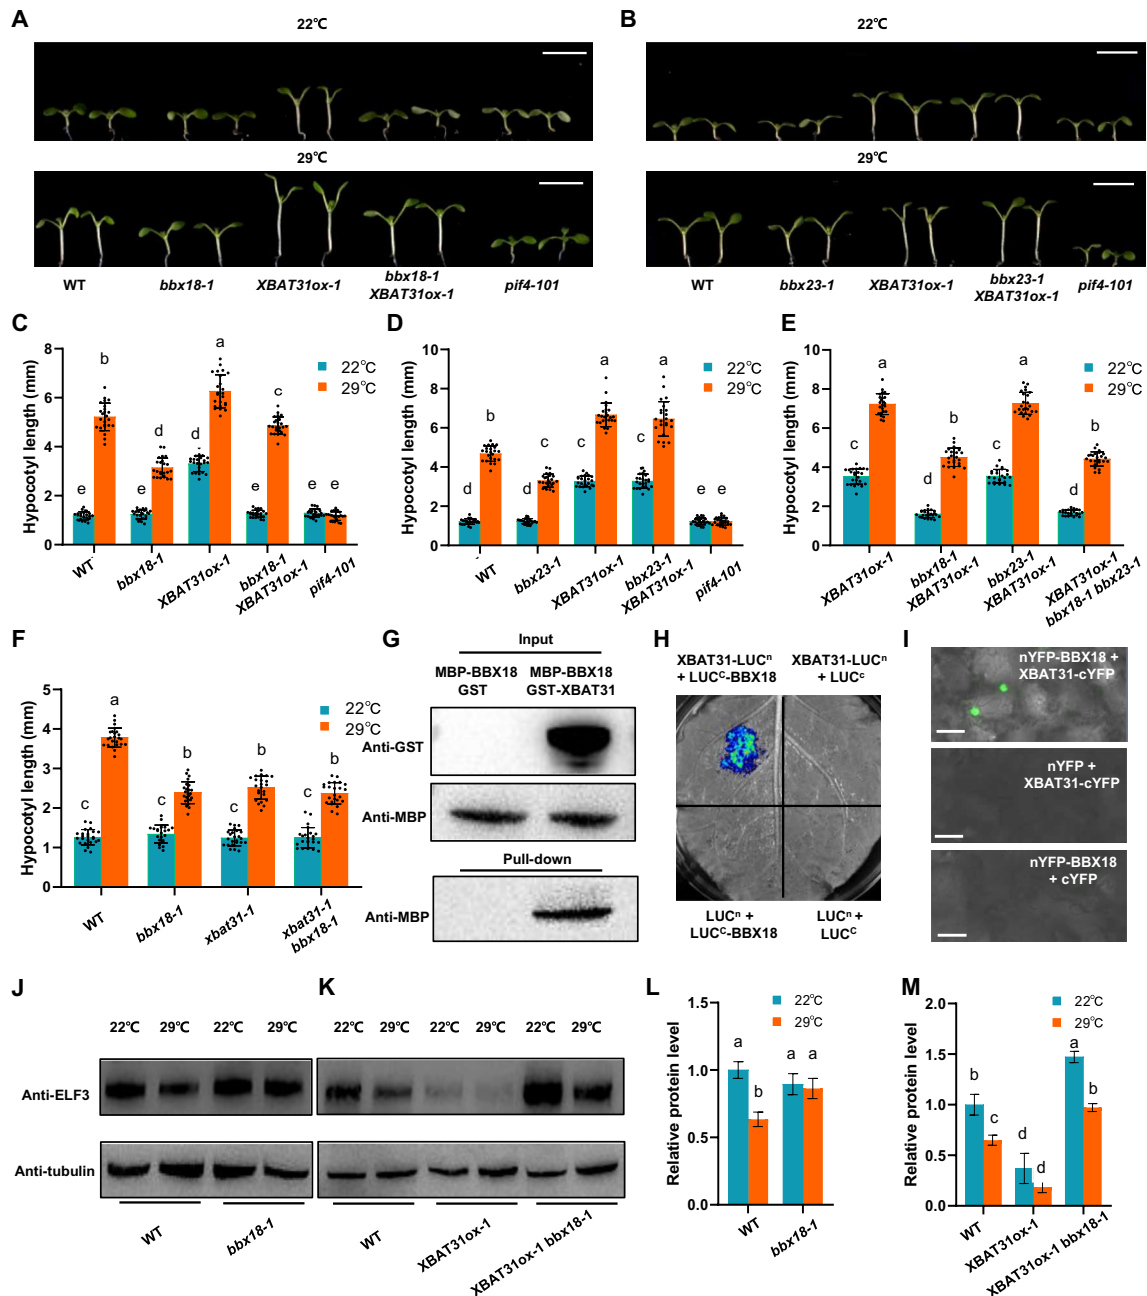 A
22℃
29℃
WT
bbx18-1
XBAT31ox-1
bbx18-1
XBAT31ox-1
pif4-101
B
22℃
29℃
WT
bbx23-1
XBAT31ox-1
bbx23-1
XBAT31ox-1
pif4-101
C
Hypocotyl length (mm)
8
6
4
2
0
22℃
29℃
e b e d d a e c e e
WT
bbx18-1
XBAT31ox-1
bbx18-1
XBAT31ox-1
pif4-101
D
Hypocotyl length (mm)
10
8
6
4
2
0
22℃
29℃
d b d c c a c a e e
WT
bbx23-1
XBAT31ox-1
bbx23-1
XBAT31ox-1
pif4-101
E
Hypocotyl length (mm)
10
8
6
4
2
0
22℃
29℃
c a d b c a d b
XBAT31ox-1
bbx18-1
XBAT31ox-1
bbx23-1
XBAT31ox-1
XBAT31ox-1
bbx18-1 bbx23-1
F
Hypocotyl length (mm)
5
4
3
2
1
0
22℃
29℃
c a c b c b c b
WT
bbx18-1
xbat31-1
xbat31-1
bbx18-1
G
Input
MBP-BBX18
GST
MBP-BBX18
GST-XBAT31
Anti-GST
Anti-MBP
Pull-down
Anti-MBP
H
XBAT31-LUCⁿ
+ LUCᶜ-BBX18
XBAT31-LUCⁿ
+ LUCᶜ
LUCⁿ +
LUCᶜ-BBX18
LUCⁿ +
LUCᶜ
I
nYFP-BBX18 +
XBAT31-cYFP
nYFP +
XBAT31-cYFP
nYFP-BBX18
+ cYFP
J
22℃ 29℃ 22℃ 29℃
Anti-ELF3
Anti-tubulin
WT
bbx18-1
K
22℃ 29℃ 22℃ 29℃ 22℃ 29℃
WT
XBAT31ox-1
XBAT31ox-1 bbx18-1
L
Relative protein level
1.5
1.0
0.5
0.0
22℃
29℃
a b a a
WT
bbx18-1
M
Relative protein level
2.0
1.5
1.0
0.5
0.0
22℃
29℃
b c d d a b
WT
XBAT31ox-1
XBAT31ox-1 bbx18-1